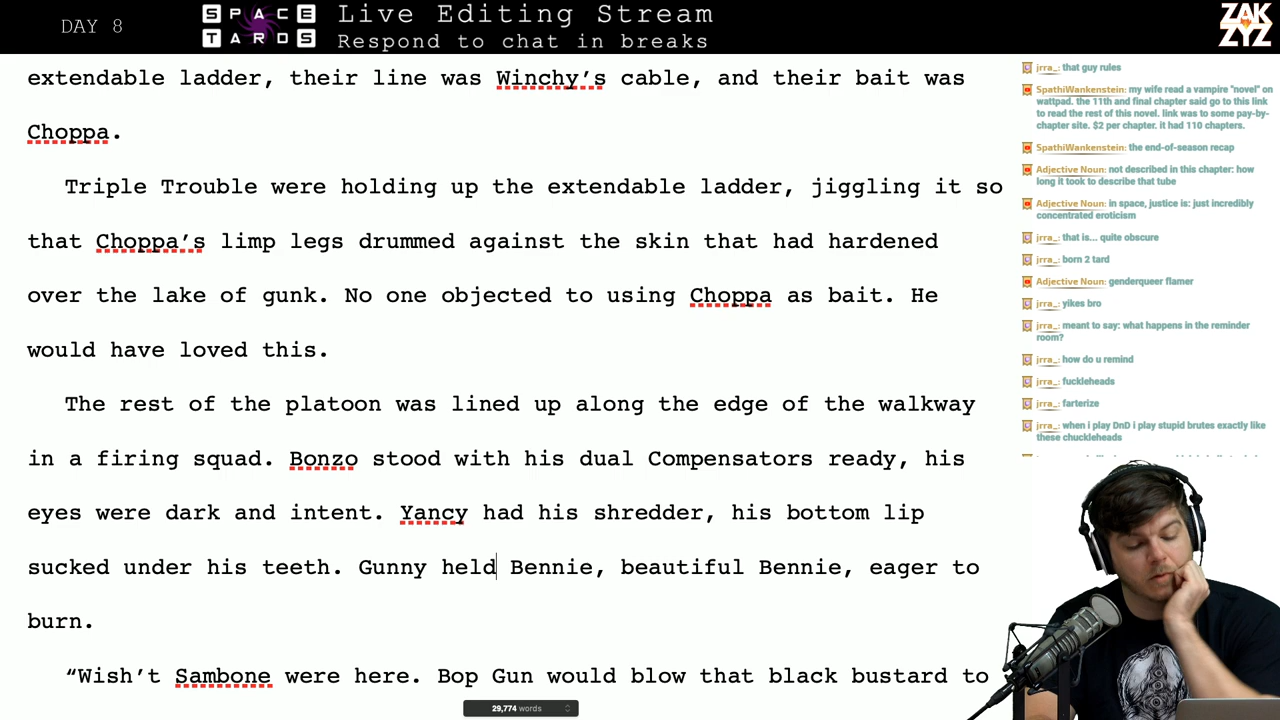 DAY 8
SPACE
TARDS
Live Editing Stream
Respond to chat in breaks
ZAK
ZYZ
extendable ladder, their line was Winchy’s cable, and their bait was
Choppa.
Triple Trouble were holding up the extendable ladder, jiggling it so
that Choppa’s limp legs drummed against the skin that had hardened
over the lake of gunk. No one objected to using Choppa as bait. He
would have loved this.
The rest of the platoon was lined up along the edge of the walkway
in a firing squad. Bonzo stood with his dual Compensators ready, his
eyes were dark and intent. Yancy had his shredder, his bottom lip
sucked under his teeth. Gunny held Bennie, beautiful Bennie, eager to
burn.
“Wish’t Sambone were here. Bop Gun would blow that black bustard to
29,774 words
jrra_: that guy rules
SpathiWankenstein: my wife read a vampire "novel" on
wattpad. the 11th and final chapter said go to this link
to read the rest of this novel. link was to some pay-by-
chapter site. $2 per chapter. it had 110 chapters.
SpathiWankenstein: the end-of-season recap
Adjective Noun: not described in this chapter: how
long it took to describe that tube
Adjective Noun: in space, justice is: just incredibly
concentrated eroticism
jrra_: that is... quite obscure
jrra_: born 2 tard
Adjective Noun: genderqueer flamer
jrra_: yikes bro
jrra_: meant to say: what happens in the reminder
room?
jrra_: how do u remind
jrra_: fuckleheads
jrra_: farterize
jrra_: when i play DnD i play stupid brutes exactly like
these chuckleheads